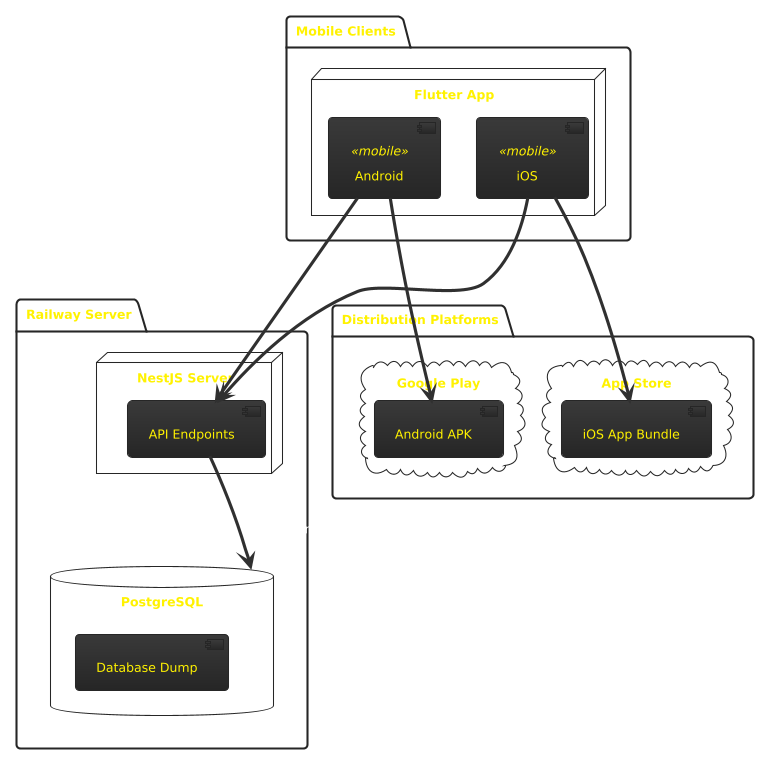 Mobile Clients
Flutter App
«mobile»
Android
«mobile»
iOS
Railway Server
NestJS Server
API Endpoints
Distribution Platforms
Google Play
Android APK
App Store
iOS App Bundle
PostgreSQL
Database Dump